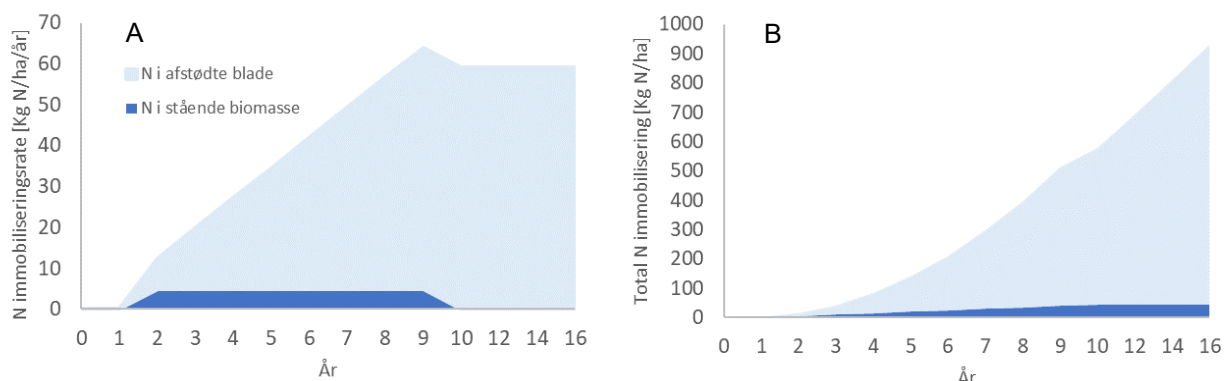 A
N immobiliseringsrate [Kg N/ha/år]
70
60
50
40
30
20
10
0
N i afstødte blade
N i stående biomasse
0 1 2 3 4 5 6 7 8 9 10 12 14 16
År
B
Total N immobilisering [Kg N/ha]
1000
900
800
700
600
500
400
300
200
100
0
0 1 2 3 4 5 6 7 8 9 10 12 14 16
År